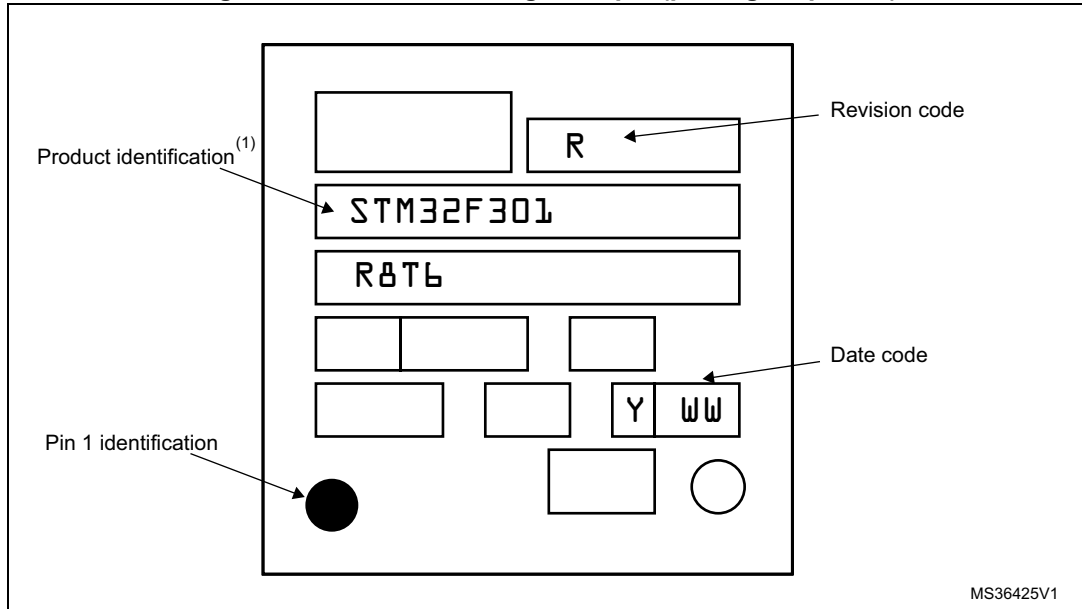 Revision code
R
Product identification(1)
STM32F301
R8T6
Date code
Y WW
Pin 1 identification
MS36425V1